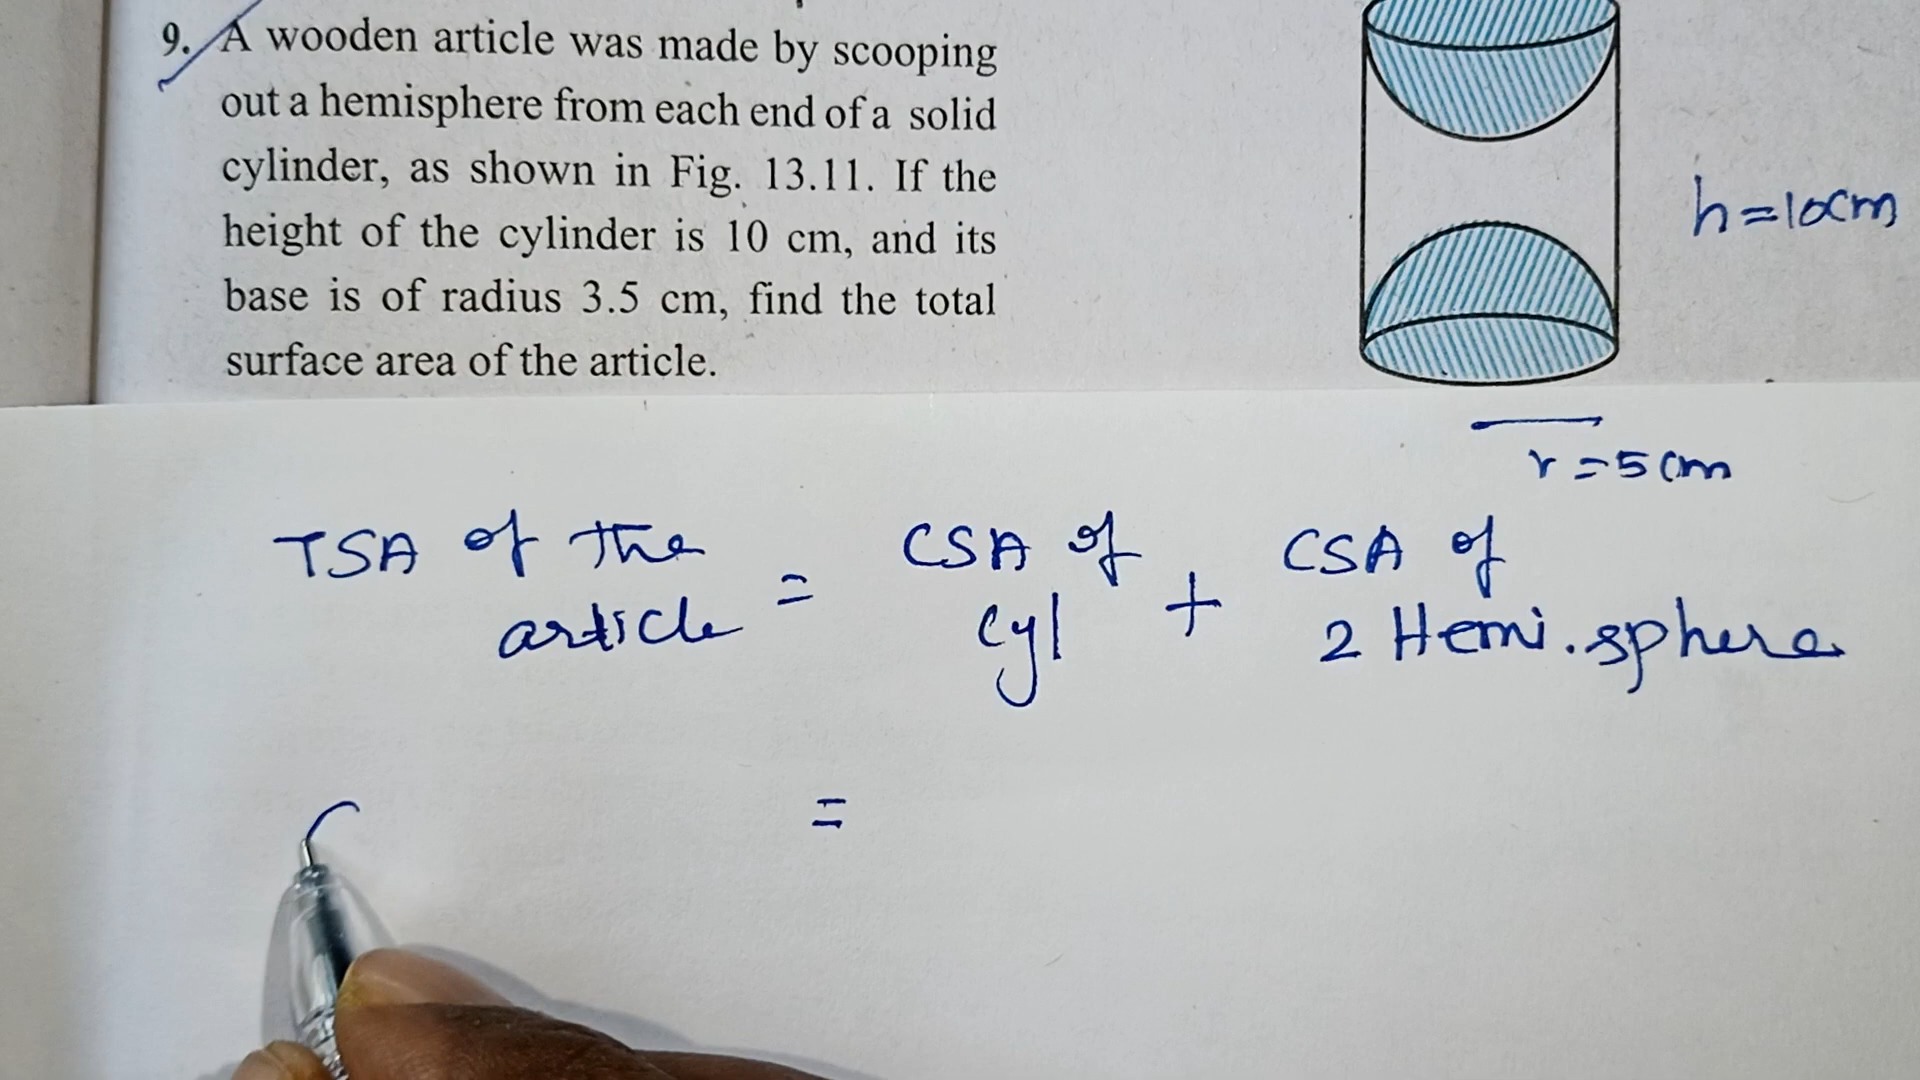 9. A wooden article was made by scooping
out a hemisphere from each end of a solid
cylinder, as shown in Fig. 13.11. If the
height of the cylinder is 10 cm, and its
base is of radius 3.5 cm, find the total
surface area of the article.
h=10cm
r=5cm
TSA of the article = CSA of cyl + CSA of 2 Hemi.sphere
=